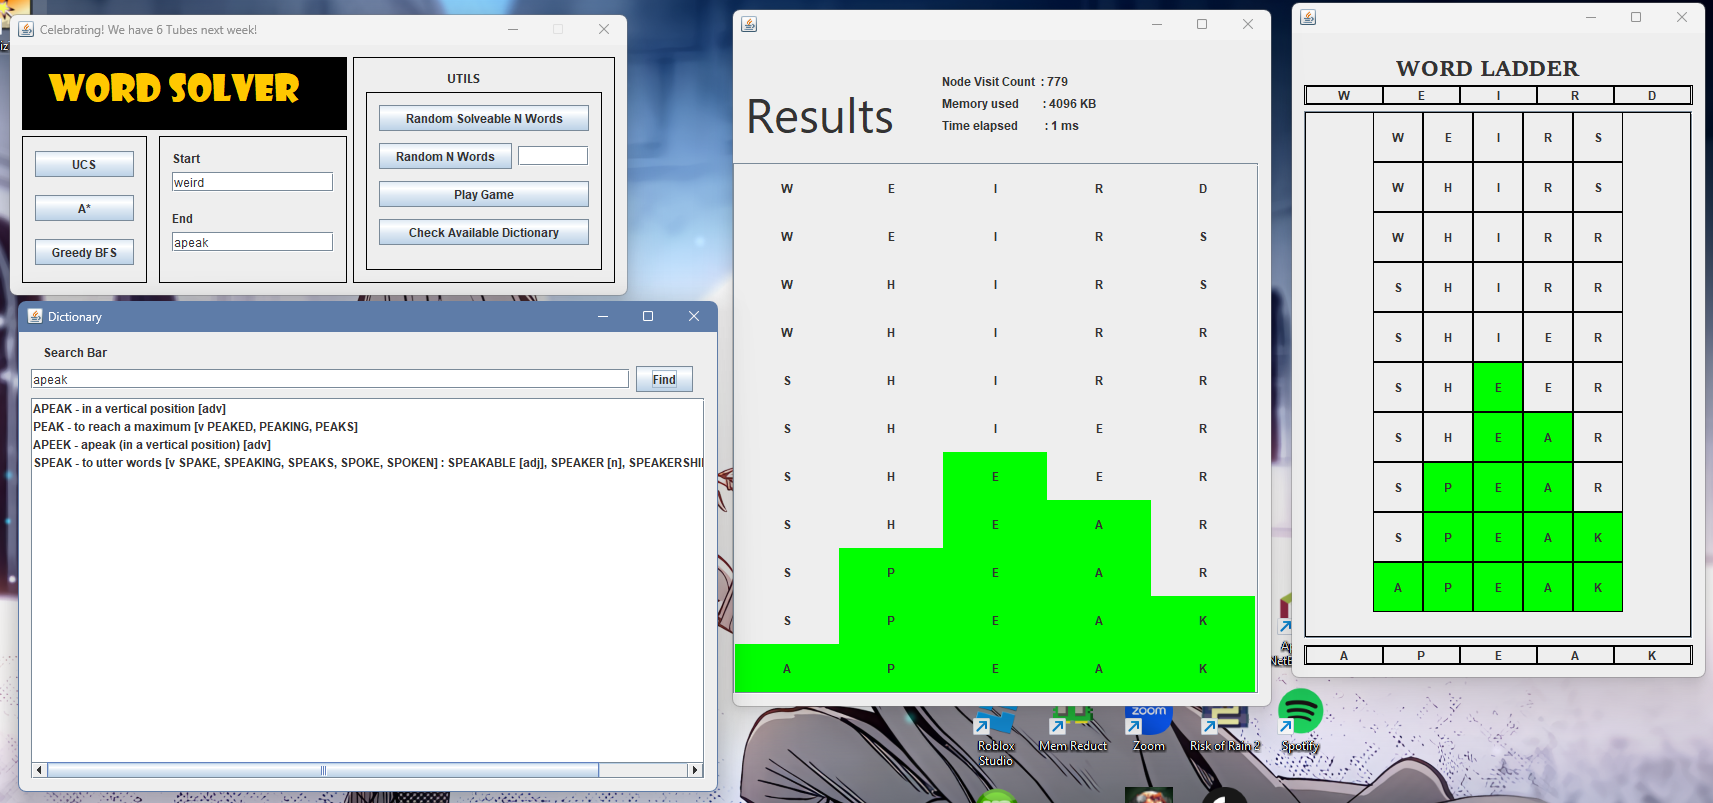 iz
Celebrating! We have 6 Tubes next week!
WORD SOLVER
UCS
A*
Greedy BFS
Start
weird
End
apeak
UTILS
Random Solveable N Words
Random N Words
Play Game
Check Available Dictionary
Dictionary
Search Bar
apeak
Find
APEAK - in a vertical position [adv]
PEAK - to reach a maximum [v PEAKED, PEAKING, PEAKS]
APEEK - apeak (in a vertical position) [adv]
SPEAK - to utter words [v SPAKE, SPEAKING, SPEAKS, SPOKE, SPOKEN] : SPEAKABLE [adj], SPEAKER [n], SPEAKERSHI
Results
Node Visit Count : 779
Memory used : 4096 KB
Time elapsed : 1 ms
W E I R D
W E I R S
W H I R S
W H I R R
S H I R R
S H I E R
S H E E R
S H E A R
S P E A R
S P E A K
A P E A K
WORD LADDER
W E I R D
W E I R S
W H I R S
W H I R R
S H I R R
S H I E R
S H E E R
S H E A R
S P E A R
S P E A K
A P E A K
A P E A K
Roblox
Studio
Mem Reduct
zoom
Zoom
Risk of Rain 2
Spotify